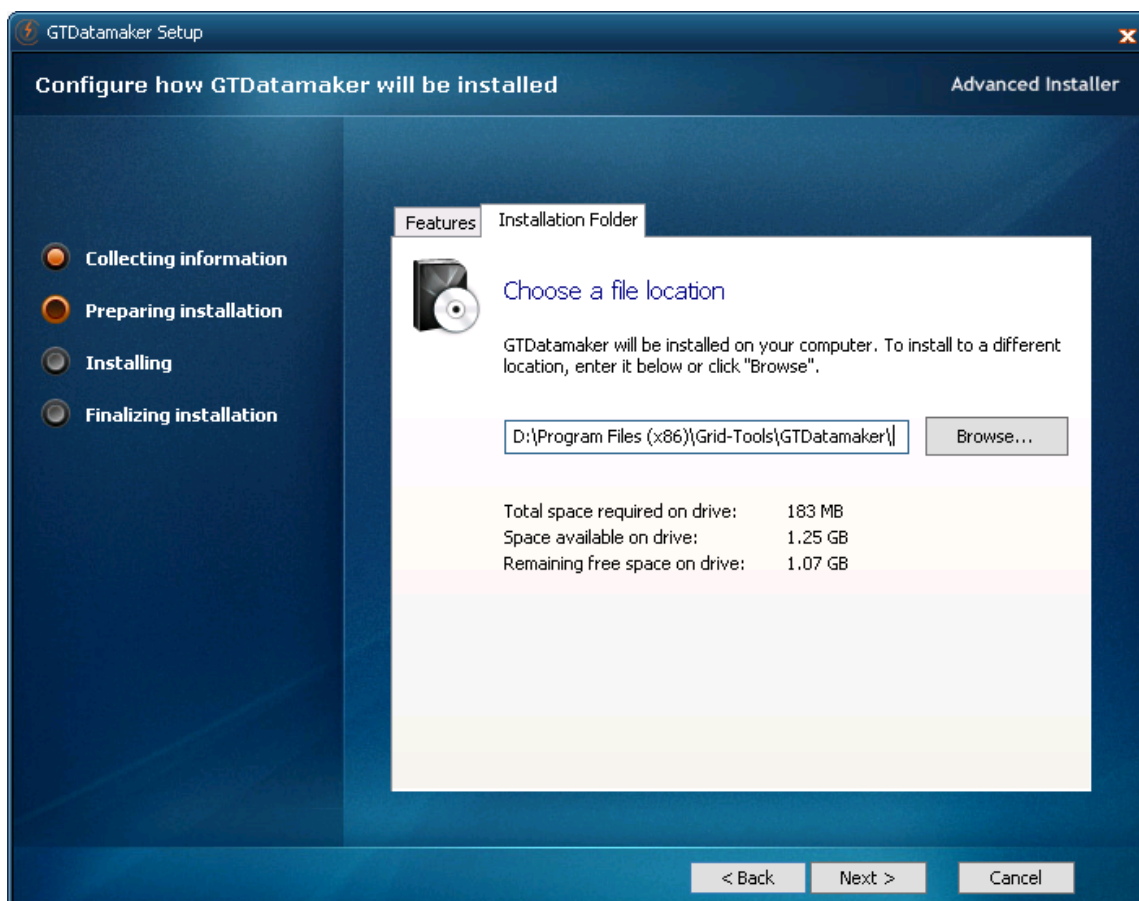 GTDatamaker Setup
Configure how GTDatamaker will be installed
Advanced Installer
Collecting information
Preparing installation
Installing
Finalizing installation
Features
Installation Folder
Choose a file location
GTDatamaker will be installed on your computer. To install to a different
location, enter it below or click "Browse".
D:\Program Files (x86)\Grid-Tools\GTDatamaker\
Browse...
Total space required on drive: 183 MB
Space available on drive: 1.25 GB
Remaining free space on drive: 1.07 GB
< Back
Next >
Cancel